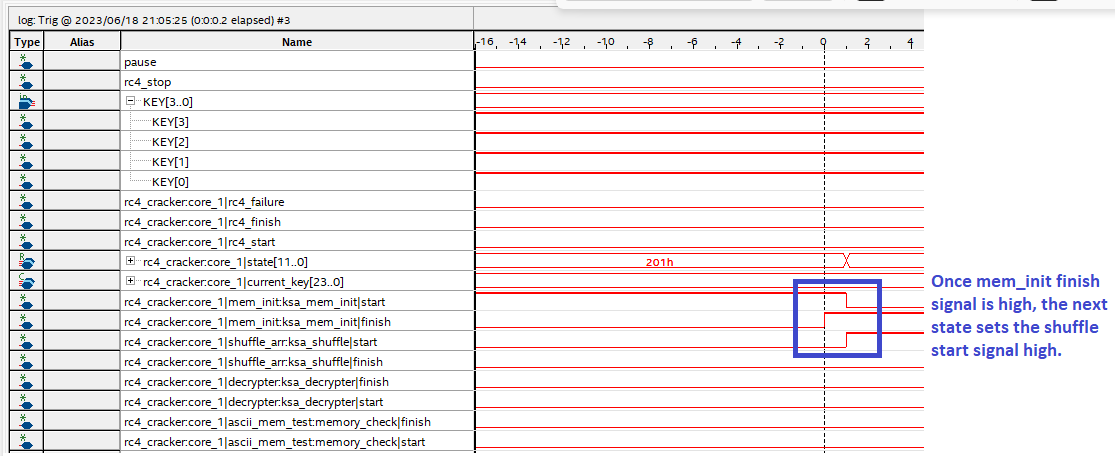 log: Trig @ 2023/06/18 21:05:25 (0:0:0.2 elapsed) #3
Type Alias Name -16 -14 -12 -10 -8 -6 -4 -2 0 2 4
pause
rc4_stop
KEY[3..0]
KEY[3]
KEY[2]
KEY[1]
KEY[0]
rc4_cracker:core_1|rc4_failure
rc4_cracker:core_1|rc4_finish
rc4_cracker:core_1|rc4_start
rc4_cracker:core_1|state[11..0] 201h
rc4_cracker:core_1|current_key[23..0]
rc4_cracker:core_1|mem_init:ksa_mem_init|start
rc4_cracker:core_1|mem_init:ksa_mem_init|finish
rc4_cracker:core_1|shuffle_arr:ksa_shuffle|start
rc4_cracker:core_1|shuffle_arr:ksa_shuffle|finish
rc4_cracker:core_1|decrypter:ksa_decrypter|finish
rc4_cracker:core_1|decrypter:ksa_decrypter|start
rc4_cracker:core_1|ascii_mem_test:memory_check|finish
rc4_cracker:core_1|ascii_mem_test:memory_check|start
Once mem_init finish
signal is high, the next
state sets the shuffle
start signal high.